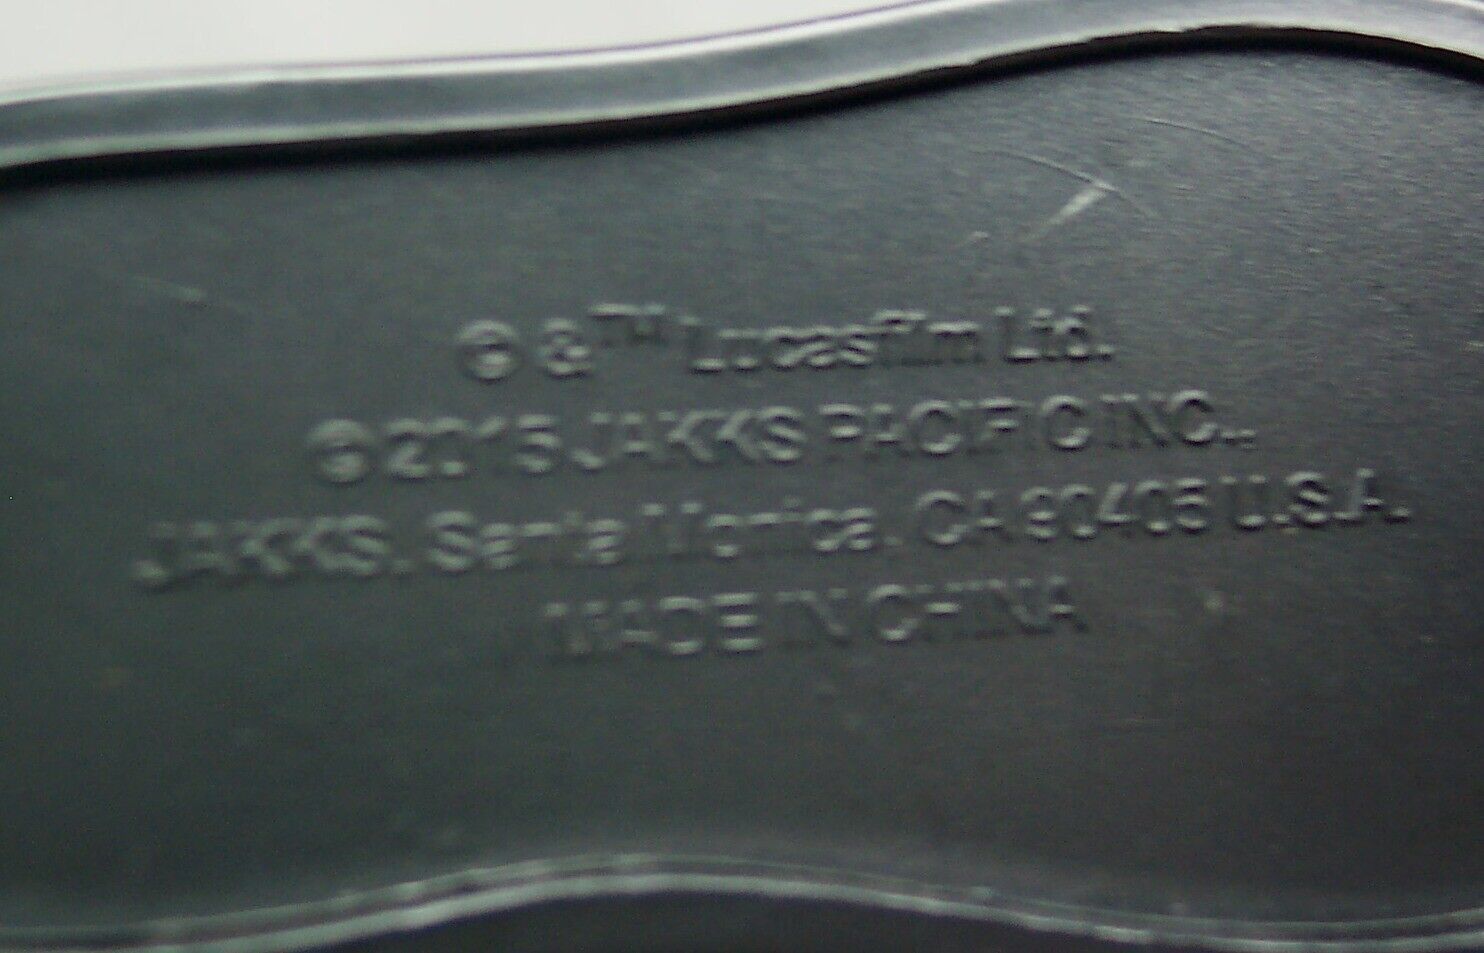 © &™ Lucasfilm Ltd.
©2015 JAKKS PACIFIC INC..
JAKKS, Santa Monica, CA 90405 U.S.A.
MADE IN CHINA